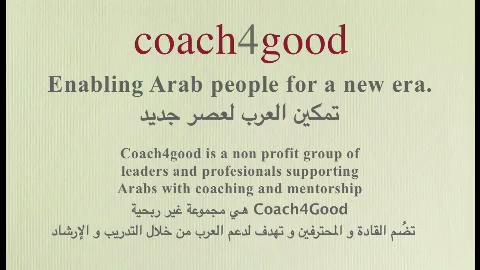 coach4good
Enabling Arab people for a new era.
تمكين العرب لعصر جديد
Coach4good is a non profit group of
leaders and profesionals supporting
Arabs with coaching and mentorship
Coach4Good هي مجموعة غير ربحية
تضُم القادة و المحترفين و تهدف لدعم العرب من خلال التدريب و الإرشاد